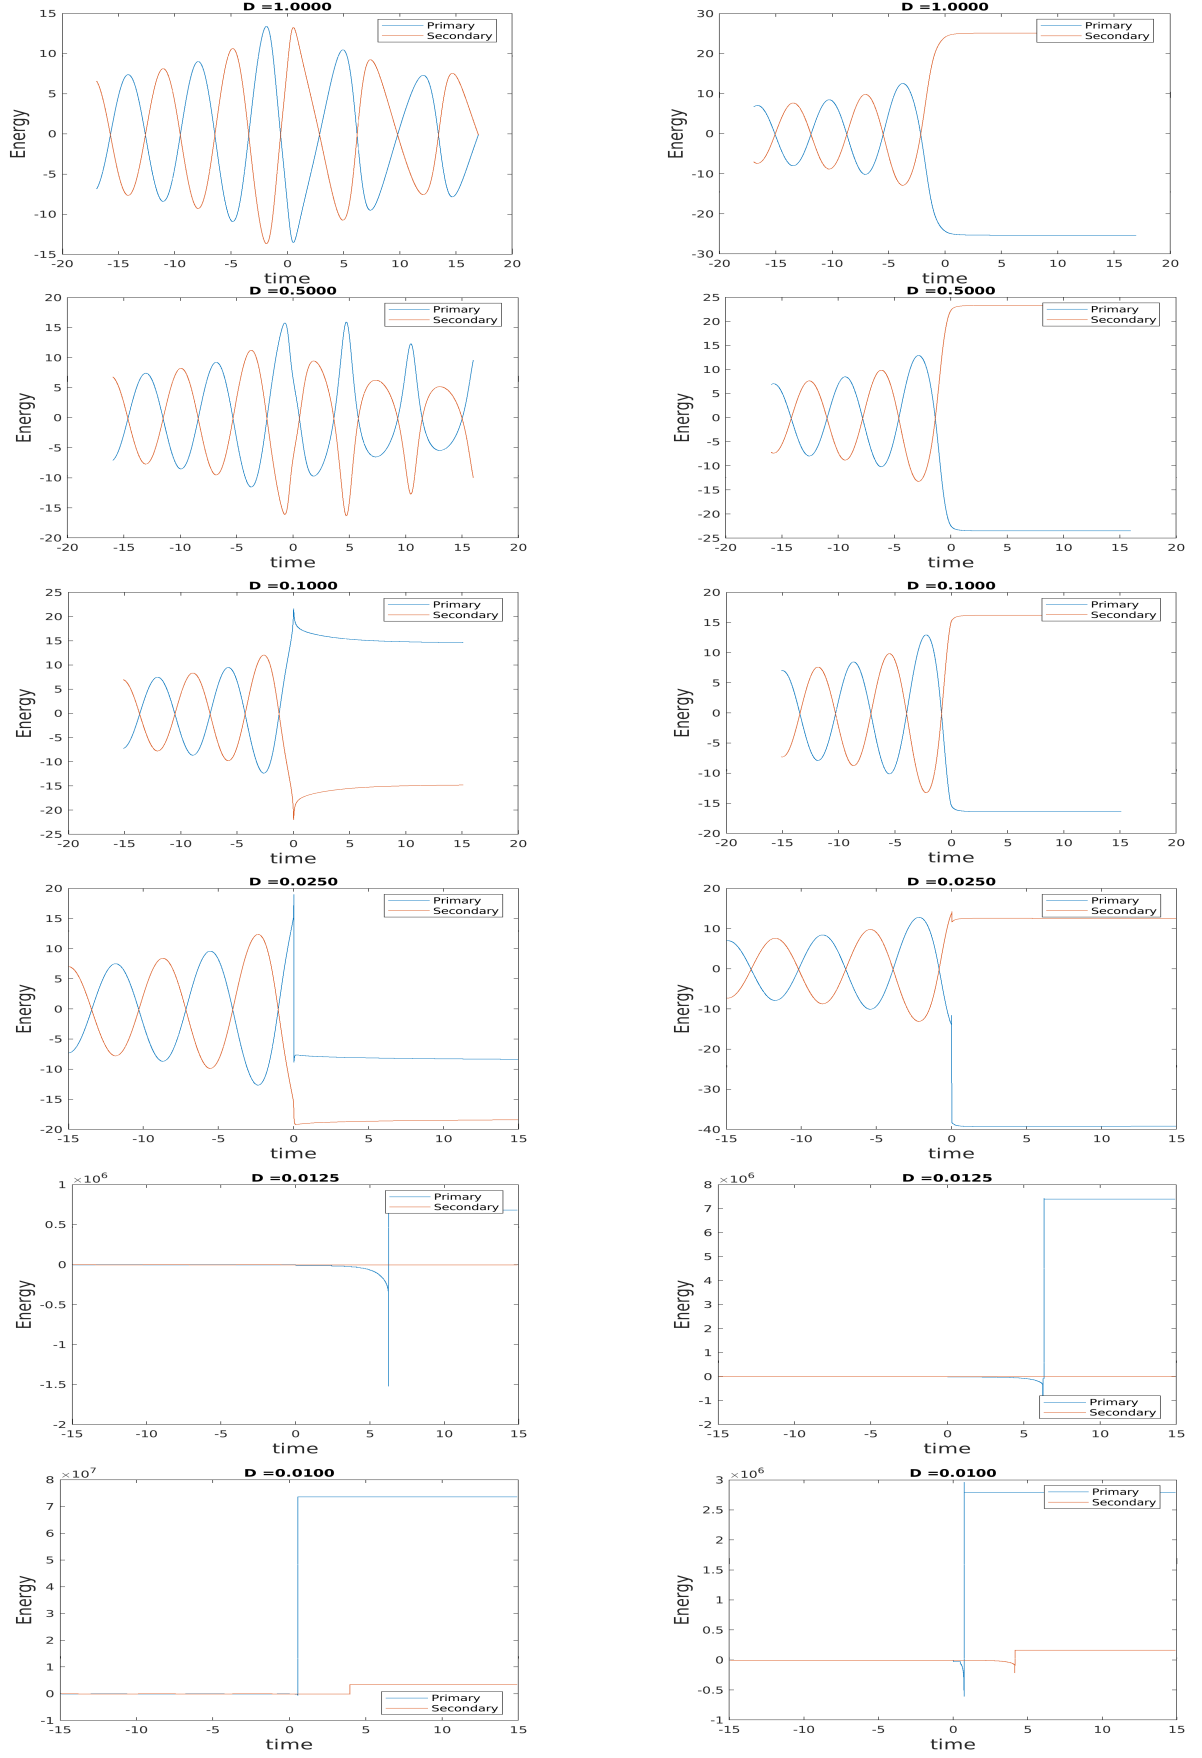 D =1.0000
15
10
5
0
-5
-10
-15
Energy
Primary
Secondary
-20 -15 -10 -5 0 5 10 15 20
time
D =1.0000
30
20
10
0
-10
-20
-30
Energy
Primary
Secondary
-20 -15 -10 -5 0 5 10 15 20
time
D =0.5000
20
15
10
5
0
-5
-10
-15
-20
Energy
Primary
Secondary
-20 -15 -10 -5 0 5 10 15 20
time
D =0.5000
25
20
15
10
5
0
-5
-10
-15
-20
-25
Energy
Primary
Secondary
-20 -15 -10 -5 0 5 10 15 20
time
D =0.1000
25
20
15
10
5
0
-5
-10
-15
-20
-25
Energy
Primary
Secondary
-20 -15 -10 -5 0 5 10 15 20
time
D =0.1000
20
15
10
5
0
-5
-10
-15
-20
Energy
Primary
Secondary
-20 -15 -10 -5 0 5 10 15 20
time
D =0.0250
20
15
10
5
0
-5
-10
-15
-20
Energy
Primary
Secondary
-15 -10 -5 0 5 10 15
time
D =0.0250
20
10
0
-10
-20
-30
-40
Energy
Primary
Secondary
-15 -10 -5 0 5 10 15
time
×10⁶
D =0.0125
1
0.5
0
-0.5
-1
-1.5
-2
Energy
Primary
Secondary
-15 -10 -5 0 5 10 15
time
×10⁶
D =0.0125
8
7
6
5
4
3
2
1
0
-1
-2
Energy
Primary
Secondary
-15 -10 -5 0 5 10 15
time
×10⁷
D =0.0100
8
7
6
5
4
3
2
1
0
-1
Energy
Primary
Secondary
-15 -10 -5 0 5 10 15
time
×10⁶
D =0.0100
3
2.5
2
1.5
1
0.5
0
-0.5
-1
Energy
Primary
Secondary
-15 -10 -5 0 5 10 15
time